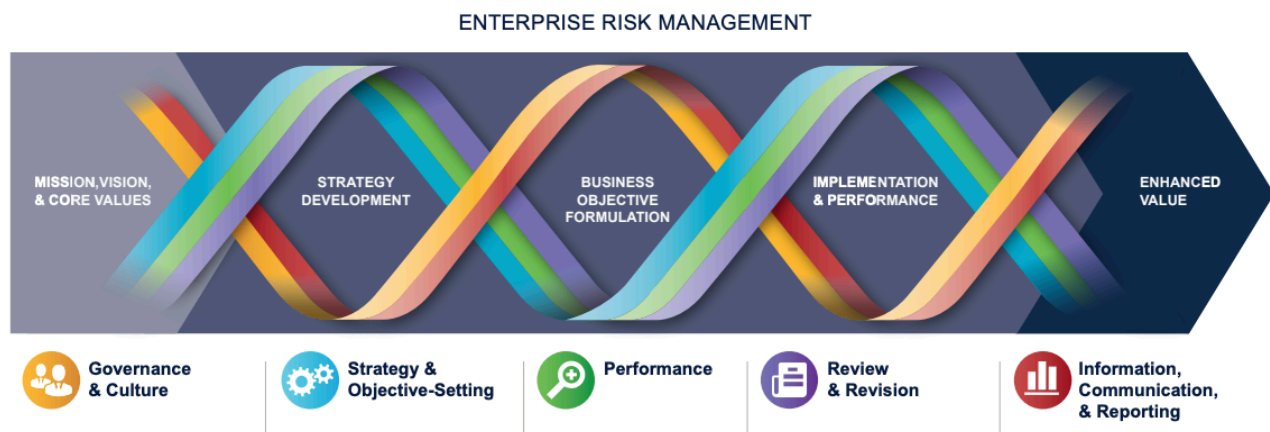 ENTERPRISE RISK MANAGEMENT
MISSION,VISION,
& CORE VALUES
STRATEGY
DEVELOPMENT
BUSINESS
OBJECTIVE
FORMULATION
IMPLEMENTATION
& PERFORMANCE
ENHANCED
VALUE
Governance
& Culture
Strategy &
Objective-Setting
Performance
Review
& Revision
Information,
Communication,
& Reporting